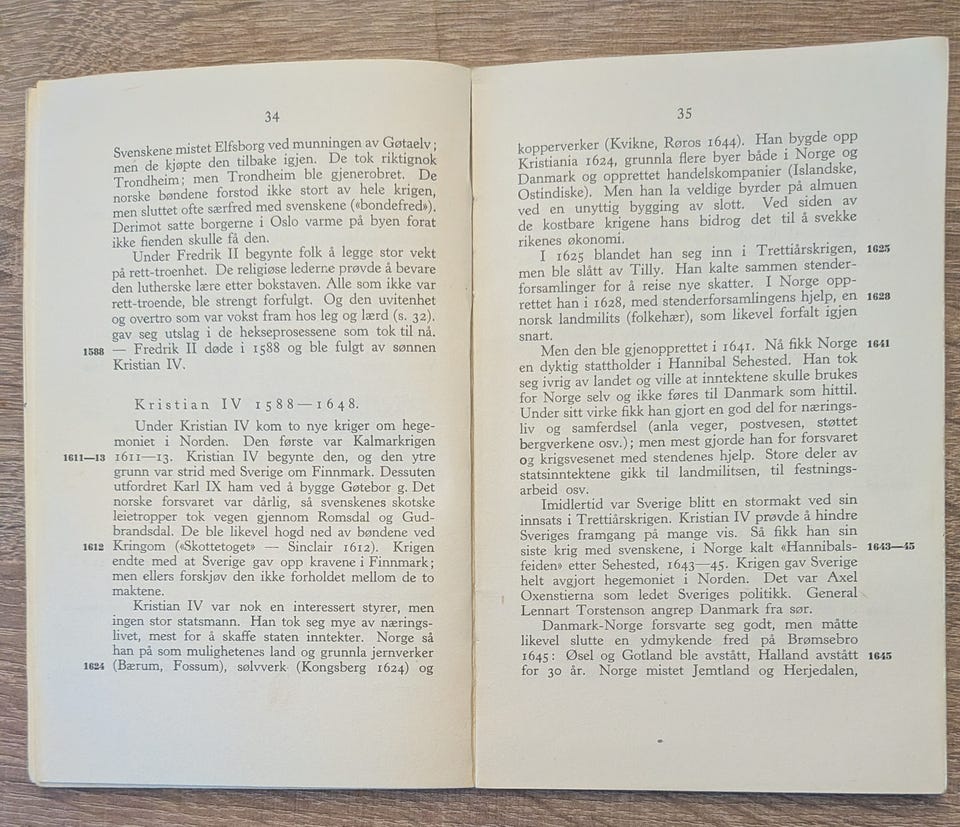 34
Svenskene mistet Elfsborg ved munningen av Gøtaelv;
men de kjøpte den tilbake igjen. De tok riktignok
Trondheim; men Trondheim ble gjenerobret. De
norske bøndene forstod ikke stort av hele krigen,
men sluttet ofte særfred med svenskene («bondefred»).
Derimot satte borgerne i Oslo varme på byen forat
ikke fienden skulle få den.
Under Fredrik II begynte folk å legge stor vekt
på rett-troenhet. De religiøse lederne prøvde å bevare
den lutherske lære etter bokstaven. Alle som ikke var
rett-troende, ble strengt forfulgt. Og den uvitenhet
og overtro som var vokst fram hos leg og lærd (s. 32),
gav seg utslag i de hekseprosessene som tok til nå.
1588 — Fredrik II døde i 1588 og ble fulgt av sønnen
Kristian IV.
Kristian IV 1588—1648.
Under Kristian IV kom to nye kriger om hege-
moniet i Norden. Den første var Kalmarkrigen
1611—13 1611—13. Kristian IV begynte den, og den ytre
grunn var strid med Sverige om Finnmark. Dessuten
utfordret Karl IX ham ved å bygge Gøtebor g. Det
norske forsvaret var dårlig, så svenskenes skotske
leietropper tok vegen gjennom Romsdal og Gud-
brandsdal. De ble likevel hogd ned av bøndene ved
1612 Kringom («Skottetoget» — Sinclair 1612). Krigen
endte med at Sverige gav opp kravene i Finnmark;
men ellers forskjøv den ikke forholdet mellom de to
maktene.
Kristian IV var nok en interessert styrer, men
ingen stor statsmann. Han tok seg mye av nærings-
livet, mest for å skaffe staten inntekter. Norge så
han på som mulighetenes land og grunnla jernverker
1624 (Bærum, Fossum), sølvverk (Kongsberg 1624) og
35
kopperverker (Kvikne, Røros 1644). Han bygde opp
Kristiania 1624, grunnla flere byer både i Norge og
Danmark og opprettet handelskompanier (Islandske,
Ostindiske). Men han la veldige byrder på almuen
ved en unyttig bygging av slott. Ved siden av
de kostbare krigene hans bidrog det til å svekke
rikenes økonomi.
I 1625 blandet han seg inn i Trettiårskrigen, 1625
men ble slått av Tilly. Han kalte sammen stender-
forsamlinger for å reise nye skatter. I Norge opp-
rettet han i 1628, med stenderforsamlingens hjelp, en 1628
norsk landmilits (folkehær), som likevel forfalt igjen
snart.
Men den ble gjenopprettet i 1641. Nå fikk Norge 1641
en dyktig stattholder i Hannibal Sehested. Han tok
seg ivrig av landet og ville at inntektene skulle brukes
for Norge selv og ikke føres til Danmark som hittil.
Under sitt virke fikk han gjort en god del for nærings-
liv og samferdsel (anla veger, postvesen, støttet
bergverkene osv.); men mest gjorde han for forsvaret
og krigsvesenet med stendenes hjelp. Store deler av
statsinntektene gikk til landmilitsen, til festnings-
arbeid osv.
Imidlertid var Sverige blitt en stormakt ved sin
innsats i Trettiårskrigen. Kristian IV prøvde å hindre
Sveriges framgang på mange vis. Så fikk han sin
siste krig med svenskene, i Norge kalt «Hannibals- 1643—45
feiden» etter Sehested, 1643—45. Krigen gav Sverige
helt avgjort hegemoniet i Norden. Det var Axel
Oxenstierna som ledet Sveriges politikk. General
Lennart Torstenson angrep Danmark fra sør.
Danmark-Norge forsvarte seg godt, men måtte
likevel slutte en ydmykende fred på Brømsebro
1645: Øsel og Gotland ble avstått, Halland avstått 1645
for 30 år. Norge mistet Jemtland og Herjedalen,